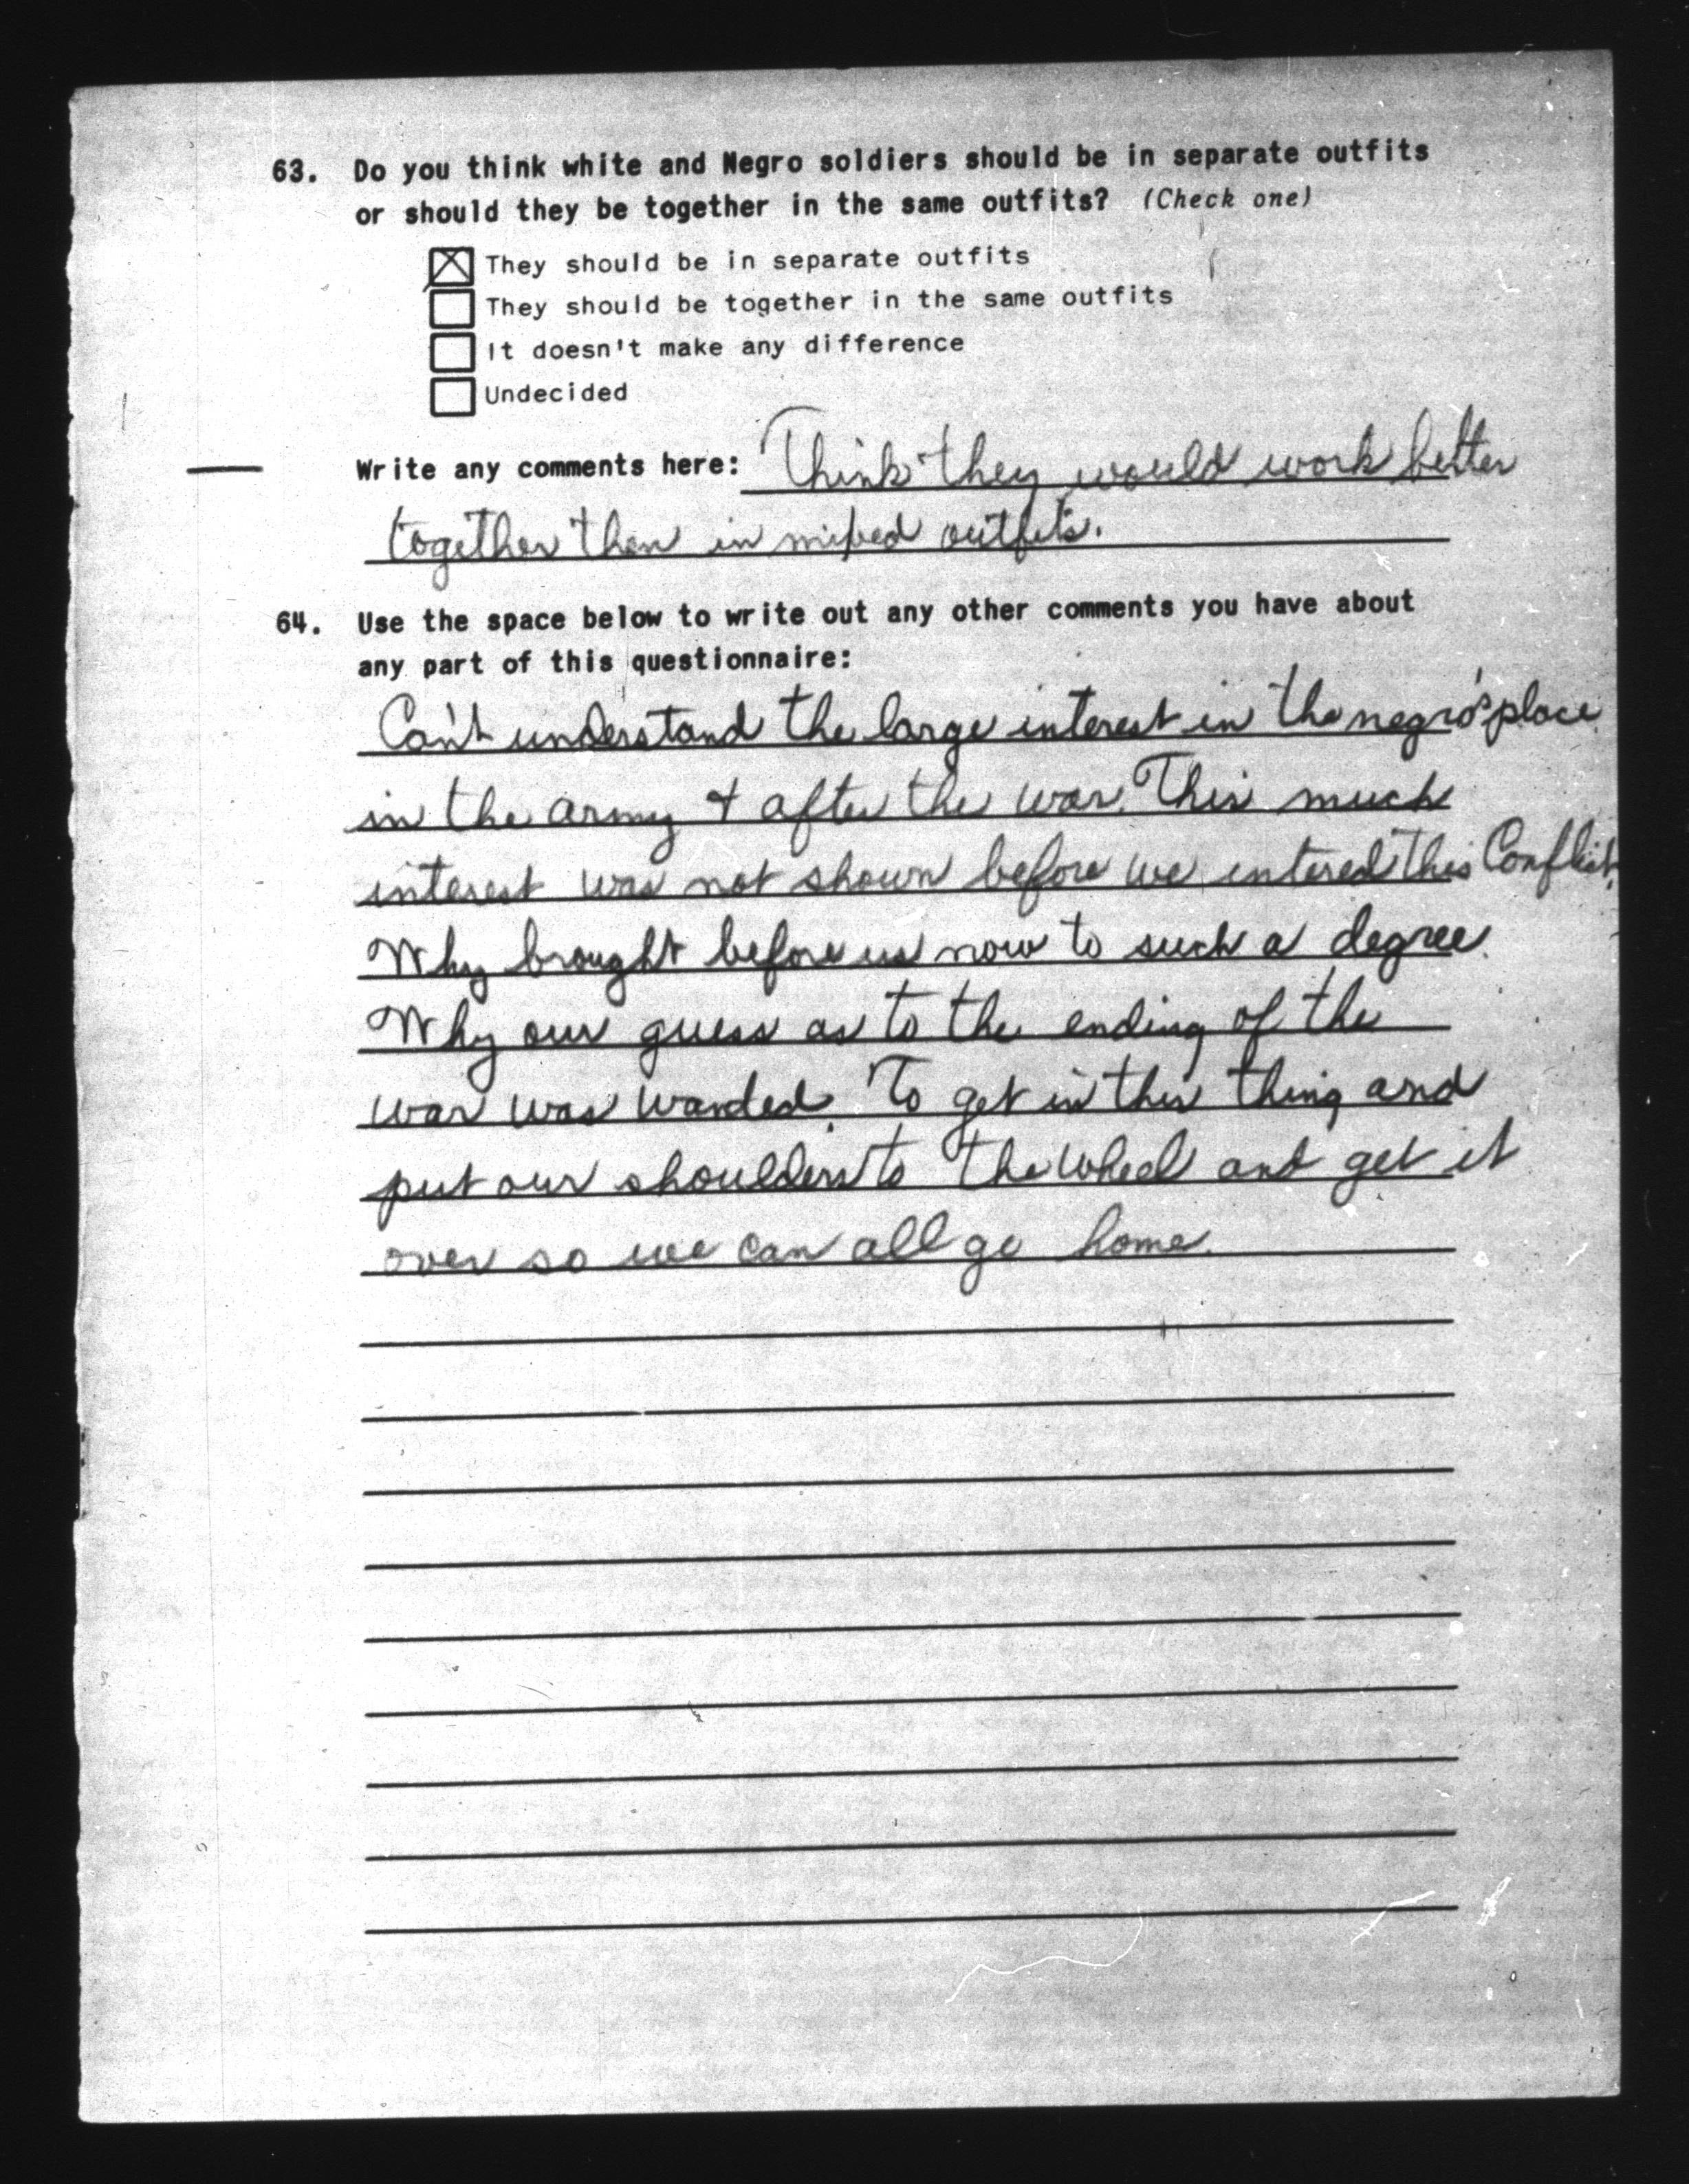 63. Do you think white and Negro soldiers should be in separate outfits
or should they be together in the same outfits? (Check one)
They should be in separate outfits
They should be together in the same outfits
It doesn't make any difference
Undecided
Write any comments here: Think they would work better
together then in mixed outfits.
64. Use the space below to write out any other comments you have about
any part of this questionnaire:
Can't understand the large interest in the negro's place
in the army & after the war. This much
interest was not shown before we entered this Conflict.
Why brought before us now to such a degree.
Why our guess as to the ending of the
war was wanted. To get in this thing and
put our shoulders to the wheel and get it
over so we can all go home.